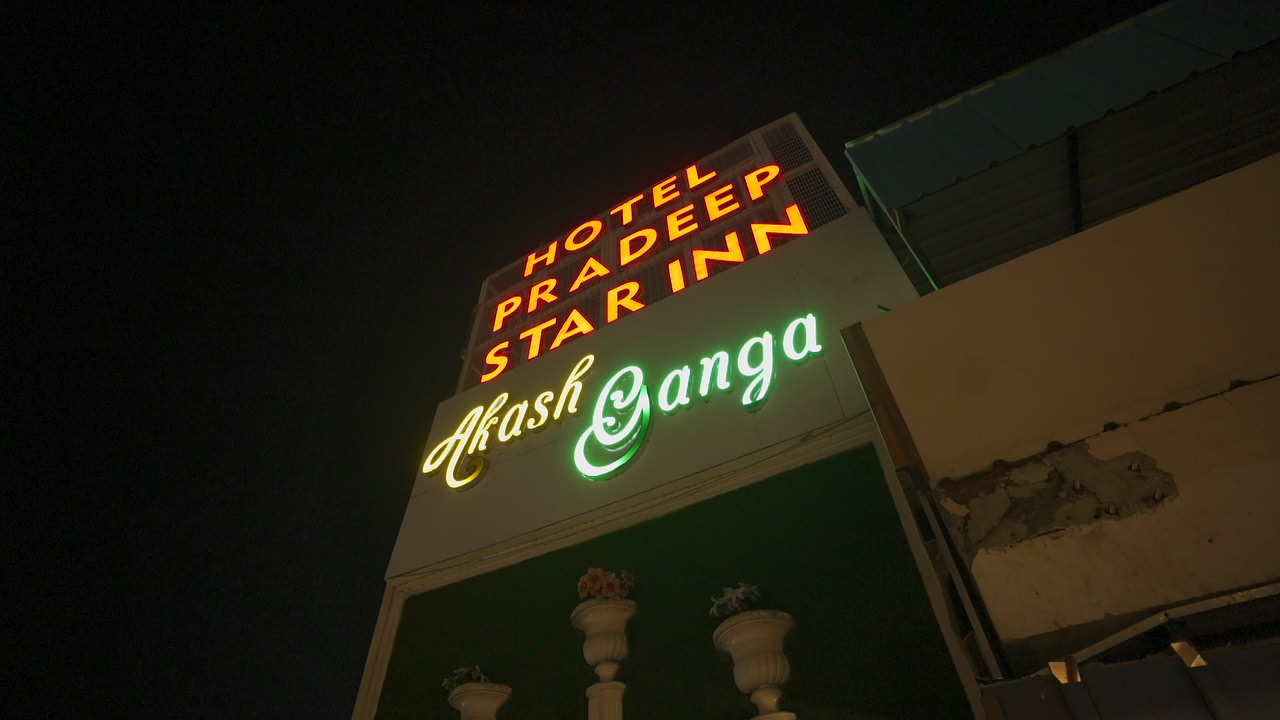 HOTEL
PRADEEP
STAR INN
Akash Ganga